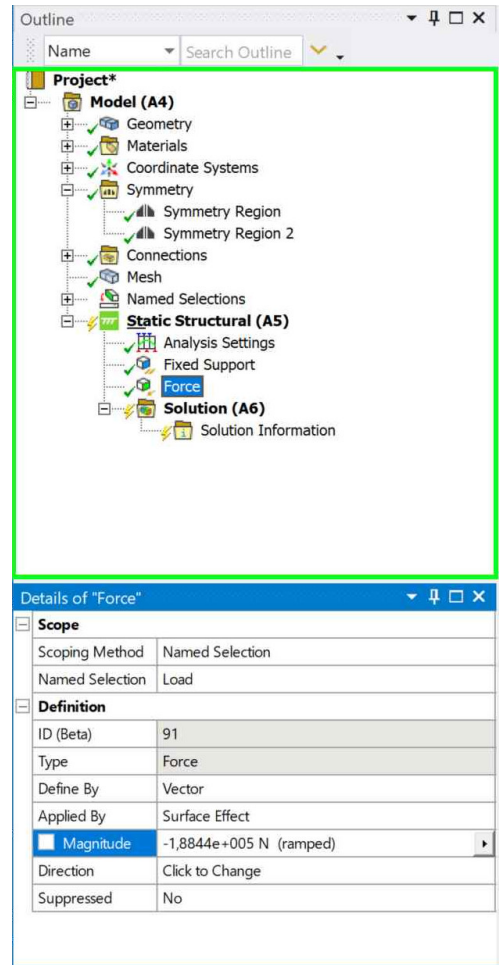 Outline
Name Search Outline
Project*
Model (A4)
Geometry
Materials
Coordinate Systems
Symmetry
Symmetry Region
Symmetry Region 2
Connections
Mesh
Named Selections
Static Structural (A5)
Analysis Settings
Fixed Support
Force
Solution (A6)
Solution Information
Details of "Force"
Scope
Scoping Method Named Selection
Named Selection Load
Definition
ID (Beta) 91
Type Force
Define By Vector
Applied By Surface Effect
Magnitude -1,8844e+005 N (ramped)
Direction Click to Change
Suppressed No